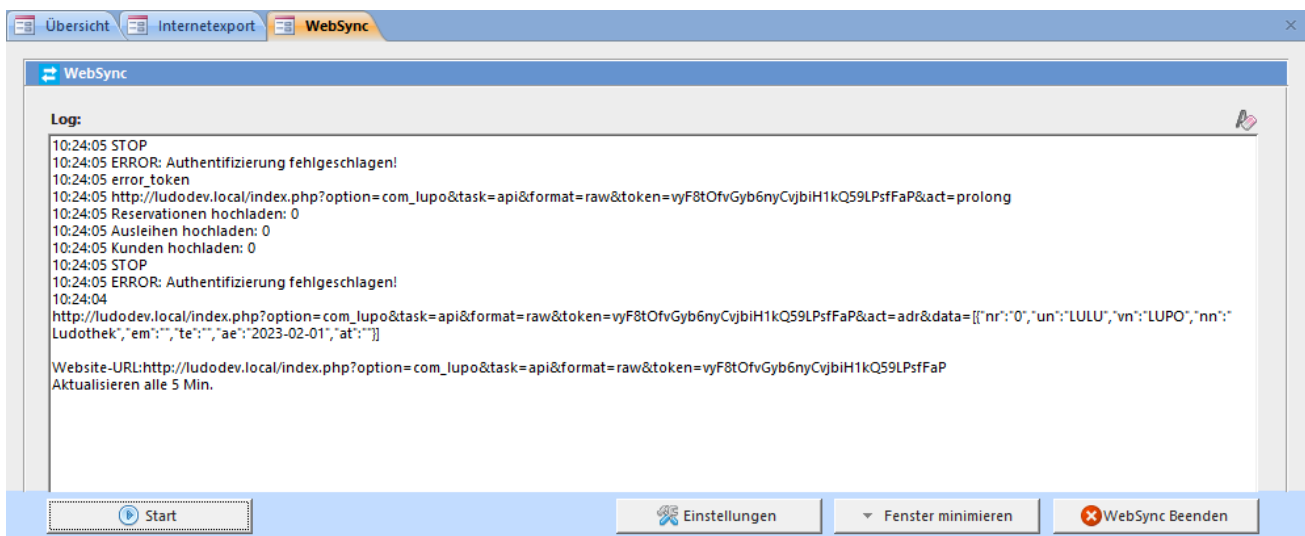 Übersicht
Internetexport
WebSync
WebSync
Log:
10:24:05 STOP
10:24:05 ERROR: Authentifizierung fehlgeschlagen!
10:24:05 error_token
10:24:05 http://ludodev.local/index.php?option=com_lupo&task=api&format=raw&token=vyF8tOfvGyb6nyCvjbiH1kQ59LPsfFaP&act=prolong
10:24:05 Reservationen hochladen: 0
10:24:05 Ausleihen hochladen: 0
10:24:05 Kunden hochladen: 0
10:24:05 STOP
10:24:05 ERROR: Authentifizierung fehlgeschlagen!
10:24:04
http://ludodev.local/index.php?option=com_lupo&task=api&format=raw&token=vyF8tOfvGyb6nyCvjbiH1kQ59LPsfFaP&act=adr&data=[{"nr":"0","un":"LULU","vn":"LUPO","nn":"
Ludothek","em":"","te":"","ae":"2023-02-01","at":""}]
Website-URL:http://ludodev.local/index.php?option=com_lupo&task=api&format=raw&token=vyF8tOfvGyb6nyCvjbiH1kQ59LPsfFaP
Aktualisieren alle 5 Min.
Start
Einstellungen
Fenster minimieren
WebSync Beenden